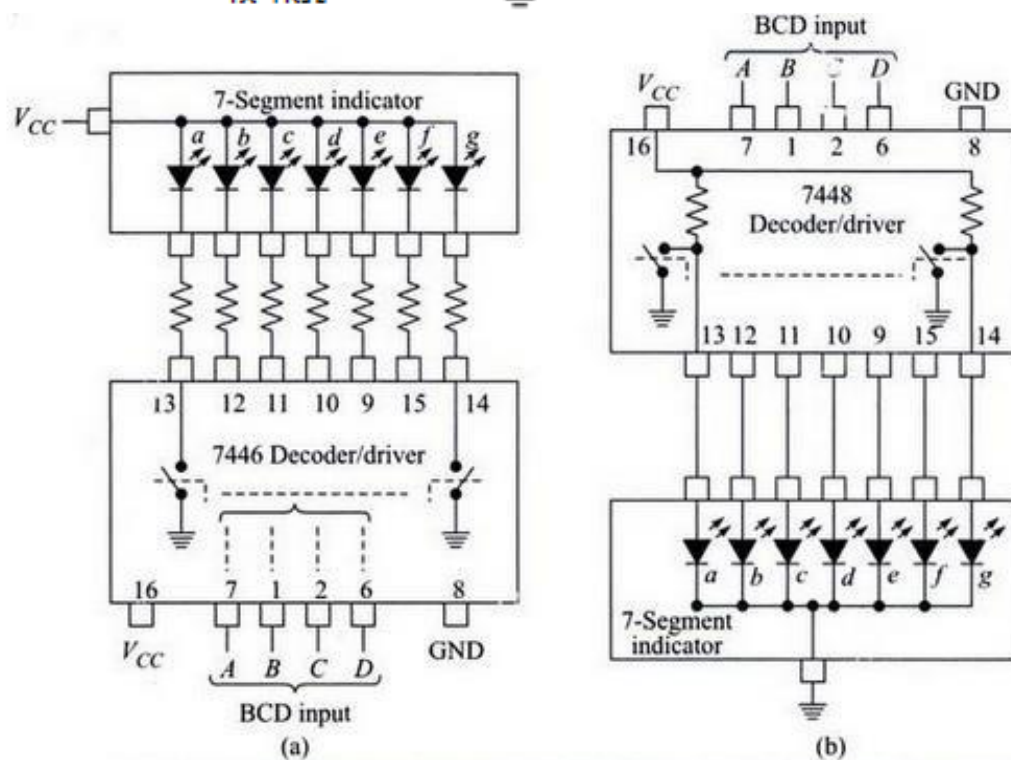 7-Segment indicator
V_CC
a b c d e f g
13 12 11 10 9 15 14
7446 Decoder/driver
16 7 1 2 6 8
V_CC A B C D GND
BCD input
(a)
BCD input
A B C D
V_CC GND
16 7 1 2 6 8
7448
Decoder/driver
13 12 11 10 9 15 14
a b c d e f g
7-Segment
indicator
(b)